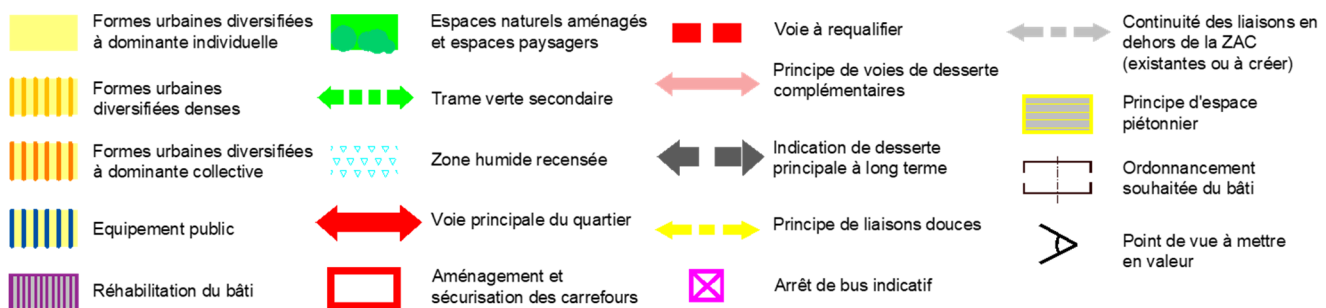 Formes urbaines diversifiées
à dominante individuelle
Formes urbaines
diversifiées denses
Formes urbaines diversifiées
à dominante collective
Equipement public
Réhabilitation du bâti
Espaces naturels aménagés
et espaces paysagers
Trame verte secondaire
Zone humide recensée
Voie principale du quartier
Aménagement et
sécurisation des carrefours
Voie à requalifier
Principe de voies de desserte
complémentaires
Indication de desserte
principale à long terme
Principe de liaisons douces
Arrêt de bus indicatif
Continuité des liaisons en
dehors de la ZAC
(existantes ou à créer)
Principe d'espace
piétonnier
Ordonnancement
souhaitée du bâti
Point de vue à mettre
en valeur